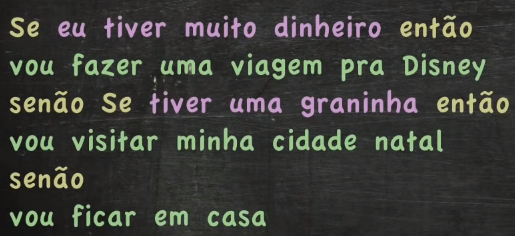 Se eu tiver muito dinheiro então
vou fazer uma viagem pra Disney
senão Se tiver uma graninha então
vou visitar minha cidade natal
senão
vou ficar em casa